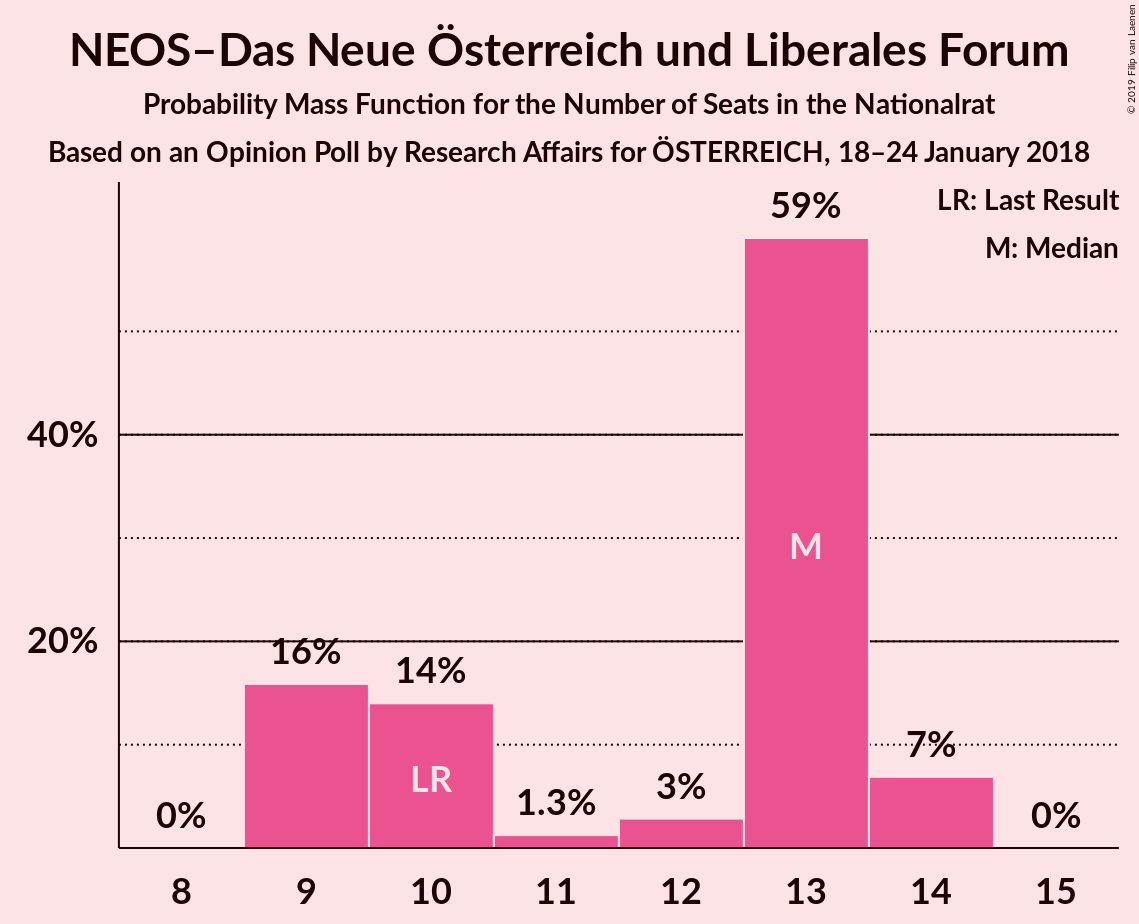 NEOS–Das Neue Österreich und Liberales Forum
Probability Mass Function for the Number of Seats in the Nationalrat
Based on an Opinion Poll by Research Affairs for ÖSTERREICH, 18–24 January 2018
© 2019 Filip van Laenen
LR: Last Result
M: Median
59%
40%
M
20%
16%
14%
7%
LR
3%
1.3%
0%
0%
8 9 10 11 12 13 14 15